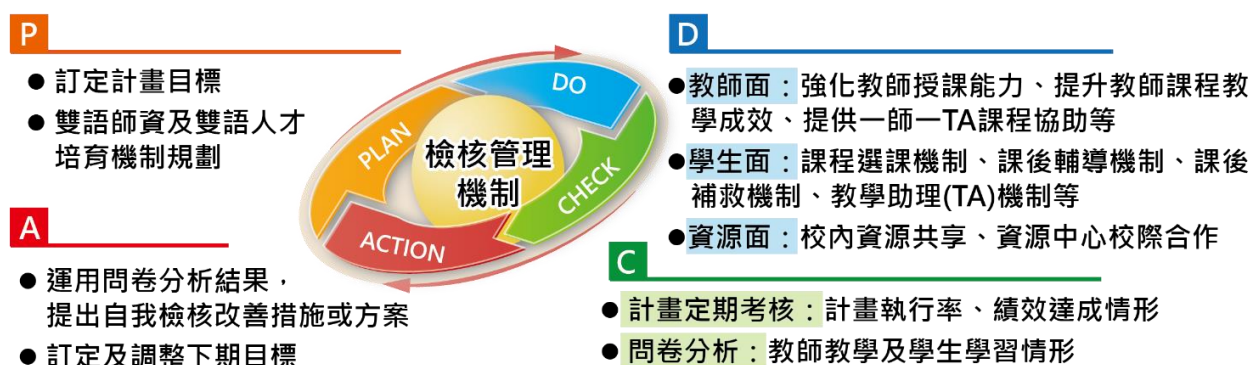 P
● 訂定計畫目標
● 雙語師資及雙語人才
培育機制規劃
D
●教師面：強化教師授課能力、提升教師課程教
學成效、提供一師一TA課程協助等
●學生面：課程選課機制、課後輔導機制、課後
補救機制、教學助理(TA)機制等
●資源面：校內資源共享、資源中心校際合作
PLAN
DO
CHECK
ACTION
檢核管理
機制
A
● 運用問卷分析結果，
提出自我檢核改善措施或方案
● 訂定及調整下期目標
C
● 計畫定期考核：計畫執行率、績效達成情形
● 問卷分析：教師教學及學生學習情形